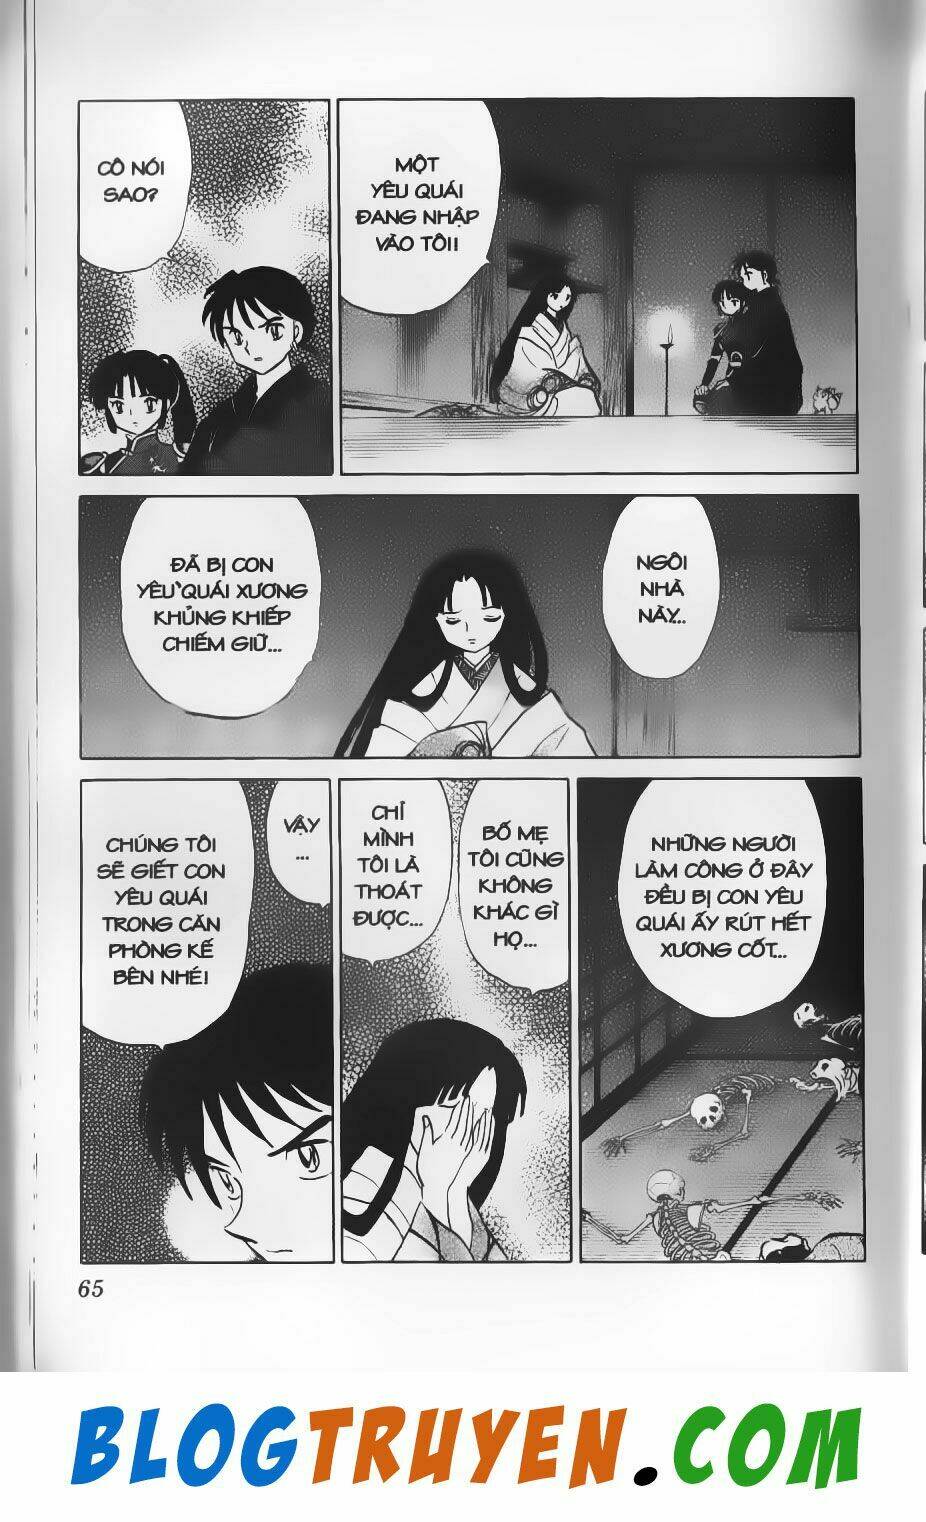 MỘT
YÊU QUÁI
ĐANG NHẬP
VÀO TÔI!
CÔ NÓI
SAO?
NGÔI
NHÀ
NÀY...
ĐÃ BỊ CON
YÊU QUÁI XƯƠNG
KHỦNG KHIẾP
CHIẾM GIỮ...
NHỮNG NGƯỜI
LÀM CÔNG Ở ĐÂY
ĐỀU BỊ CON YÊU
QUÁI ẤY RÚT HẾT
XƯƠNG CỐT...
BỐ MẸ
TÔI CŨNG
KHÔNG
KHÁC GÌ
HỌ...
CHỈ
MÌNH
TÔI LÀ
THOÁT
ĐƯỢC...
VẬY
...
CHÚNG TÔI
SẼ GIẾT CON
YÊU QUÁI
TRONG CĂN
PHÒNG KẾ
BÊN NHÉ!
65
BLOGTRUYEN.COM